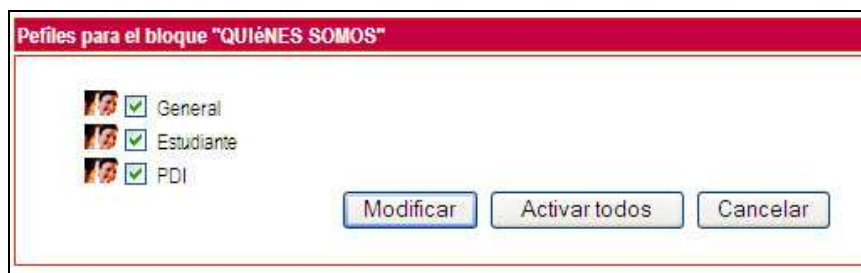 Pefiles para el bloque "QUIéNES SOMOS"
General
Estudiante
PDI
Modificar Activar todos Cancelar